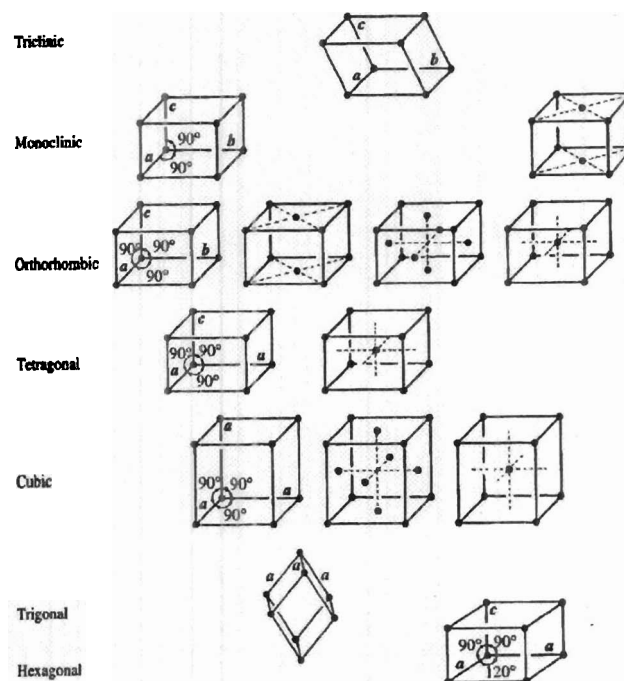 Triclinic
c
a
b
Monoclinic
c
90°
a
b
90°
Orthorhombic
c
90° 90°
a
b
90°
Tetragonal
c
90° 90°
a
a
90°
Cubic
a
90° 90°
a
a
90°
Trigonal
a a a
Hexagonal
c
90° 90°
a
a
120°